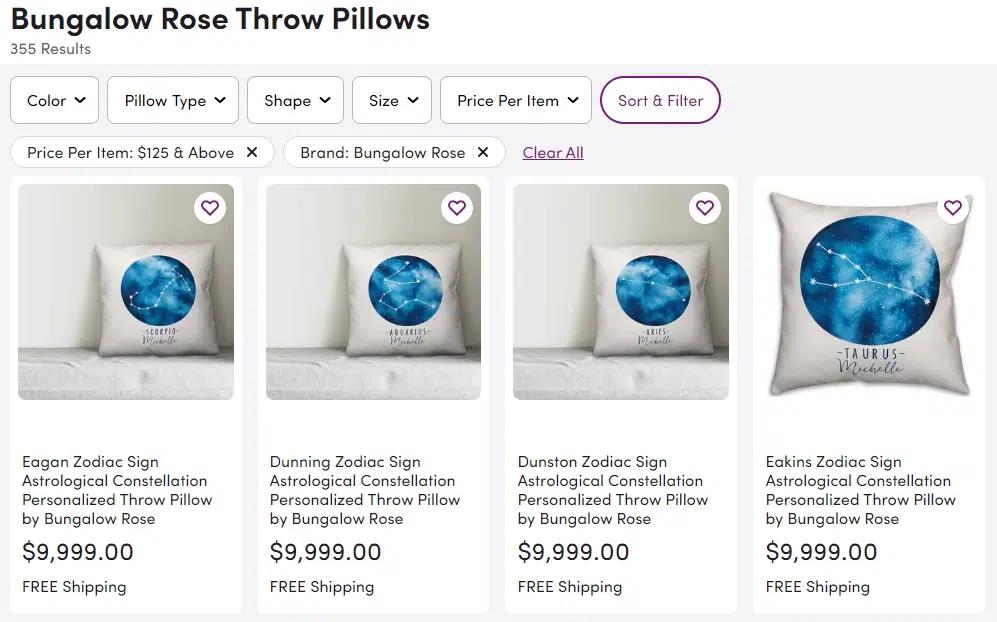 Bungalow Rose Throw Pillows
355 Results
Color Pillow Type Shape Size Price Per Item Sort & Filter
Price Per Item: $125 & Above Brand: Bungalow Rose Clear All
-SCORPIO-
Michelle
-AQUARIUS-
Michelle
-ARIES-
Michelle
-TAURUS-
Michelle
Eagan Zodiac Sign
Astrological Constellation
Personalized Throw Pillow
by Bungalow Rose
$9,999.00
FREE Shipping
Dunning Zodiac Sign
Astrological Constellation
Personalized Throw Pillow
by Bungalow Rose
$9,999.00
FREE Shipping
Dunston Zodiac Sign
Astrological Constellation
Personalized Throw Pillow
by Bungalow Rose
$9,999.00
FREE Shipping
Eakins Zodiac Sign
Astrological Constellation
Personalized Throw Pillow
by Bungalow Rose
$9,999.00
FREE Shipping